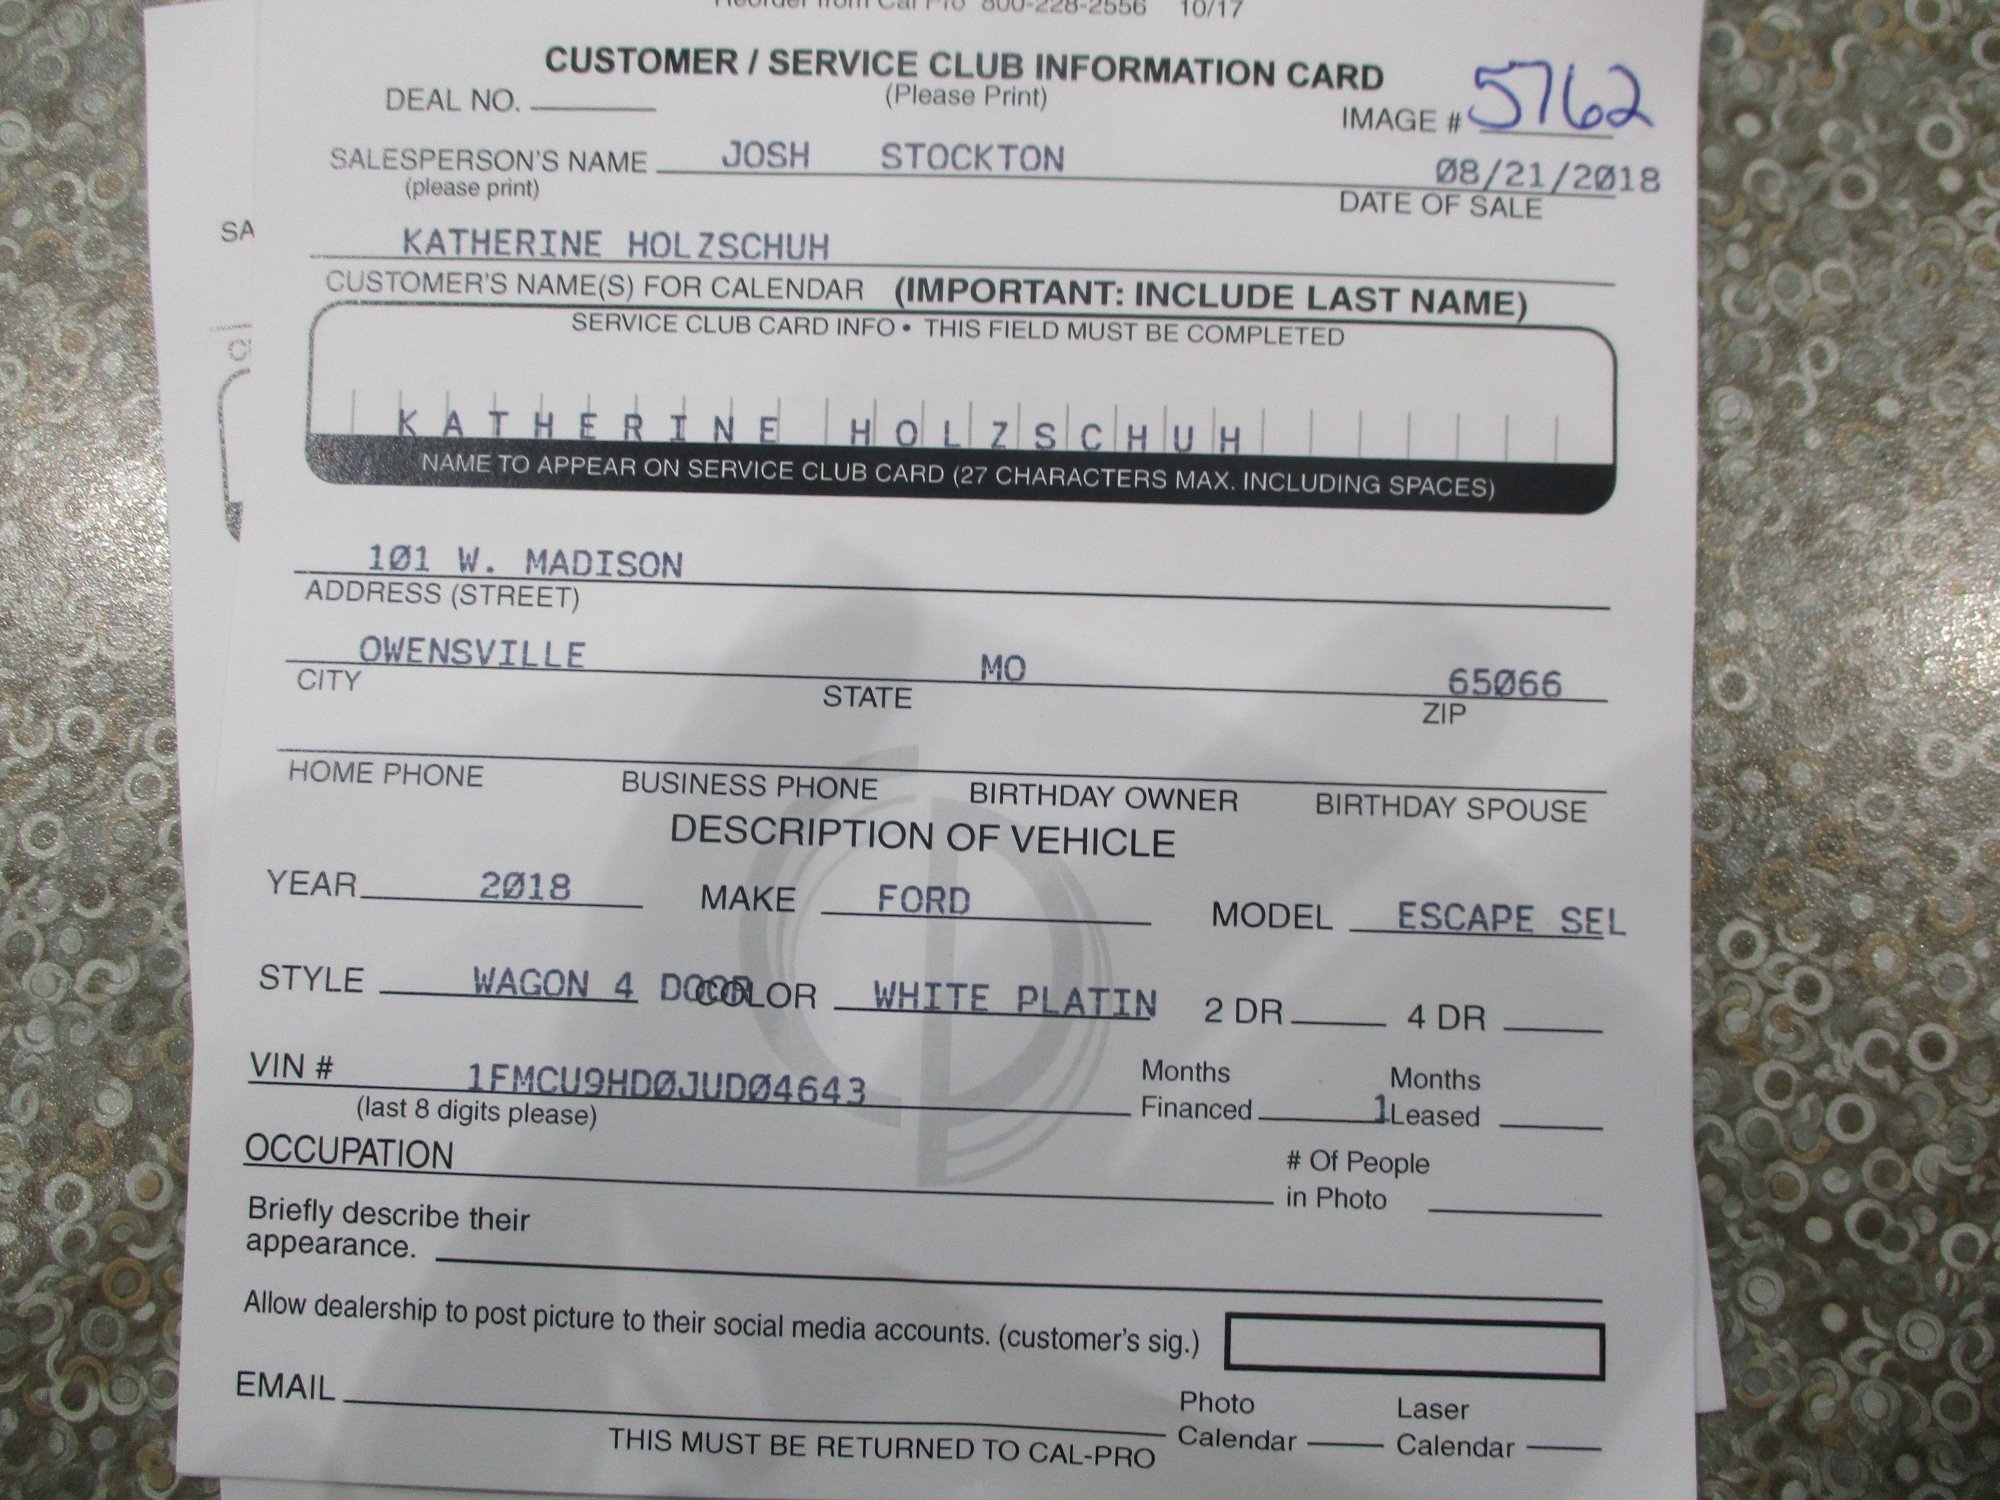 Reorder from Cal Pro 800-228-2556 10/17
CUSTOMER / SERVICE CLUB INFORMATION CARD
(Please Print)
DEAL NO. IMAGE # 5762
SALESPERSON'S NAME JOSH STOCKTON 08/21/2018
(please print) DATE OF SALE
SA
KATHERINE HOLZSCHUH
CUSTOMER'S NAME(S) FOR CALENDAR (IMPORTANT: INCLUDE LAST NAME)
SERVICE CLUB CARD INFO • THIS FIELD MUST BE COMPLETED
KATHERINE HOLZSCHUH
NAME TO APPEAR ON SERVICE CLUB CARD (27 CHARACTERS MAX. INCLUDING SPACES)
101 W. MADISON
ADDRESS (STREET)
OWENSVILLE MO 65066
CITY STATE ZIP
HOME PHONE BUSINESS PHONE BIRTHDAY OWNER BIRTHDAY SPOUSE
DESCRIPTION OF VEHICLE
YEAR 2018 MAKE FORD MODEL ESCAPE SEL
STYLE WAGON 4 DOOR COLOR WHITE PLATIN 2 DR 4 DR
VIN # 1FMCU9HD0JUD04643 Months Financed 1 Months Leased
(last 8 digits please)
OCCUPATION # Of People in Photo
Briefly describe their
appearance.
Allow dealership to post picture to their social media accounts. (customer's sig.)
EMAIL Photo Calendar Laser Calendar
THIS MUST BE RETURNED TO CAL-PRO